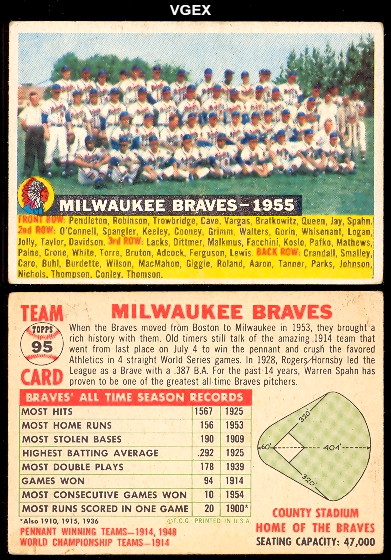 VGEX
MILWAUKEE BRAVES-1955
FRONT ROW: Pendleton, Robinson, Trowbridge, Cave, Vargas, Bratkowitz, Queen, Jay, Spahn.
2nd ROW: O'Connell, Spangler, Keeley, Cooney, Grimm, Walters, Gorin, Whisenant, Logan,
Jolly, Taylor, Davidson. 3rd ROW: Lacks, Dittmer, Malkmus, Facchini, Koslo, Pafko, Mathews,
Paine, Crone, White, Torre, Bruton, Adcock, Ferguson, Lewis. BACK ROW: Crandall, Smalley,
Caro, Buhl, Burdette, Wilson, MacMahon, Giggie, Roland, Aaron, Tanner, Parks, Johnson,
Nichols, Thompson, Conley, Thomson.
TEAM
TOPPS
95
CARD
MILWAUKEE BRAVES
When the Braves moved from Boston to Milwaukee in 1953, they brought a
rich history with them. Old timers still talk of the amazing 1914 team
that went from last place on July 4 to win the pennant and crush the favored
Athletics in 4 straight World Series games. In 1928, Rogers Hornsby led the
League as a Brave with a .387 B.A. For the past 14 years, Warren Spahn has
proven to be one of the greatest all-time Braves pitchers.
BRAVES' ALL TIME SEASON RECORDS
MOST HITS 1567 1925
MOST HOME RUNS 156 1953
MOST STOLEN BASES 190 1909
HIGHEST BATTING AVERAGE .292 1925
MOST DOUBLE PLAYS 178 1939
GAMES WON 94 1914
MOST CONSECUTIVE GAMES WON 10 1954
MOST RUNS SCORED IN ONE GAME 20 1900*
*Also 1910, 1915, 1936
©T.C.G. PRINTED IN U.S.A.
PENNANT WINNING TEAMS-1914, 1948
WORLD CHAMPIONSHIP TEAMS-1914
320'
60'
404'
320'
COUNTY STADIUM
HOME OF THE BRAVES
SEATING CAPACITY: 47,000